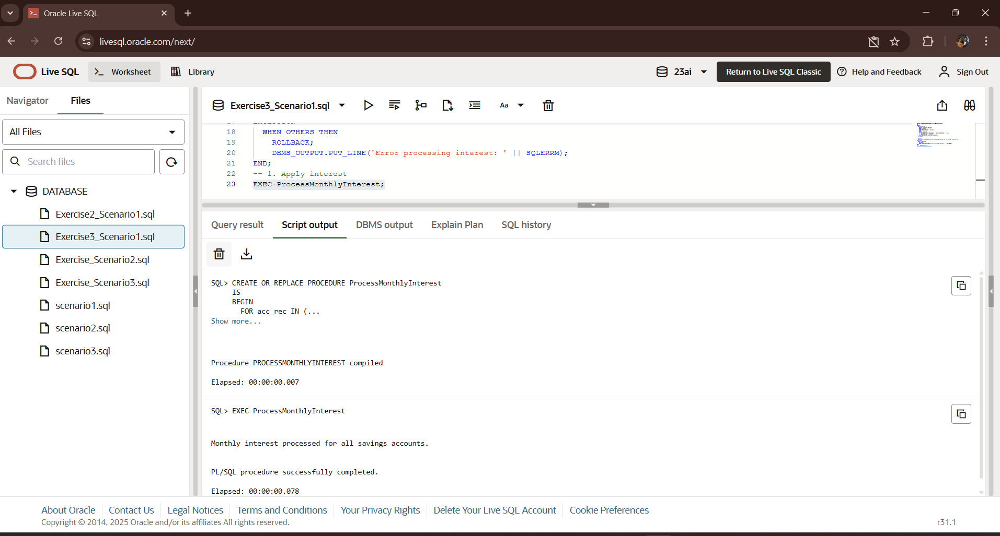 Oracle Live SQL
livesql.oracle.com/next/
Live SQL
Worksheet
Library
23ai
Return to Live SQL Classic
Help and Feedback
Sign Out
Navigator
Files
All Files
Search files
DATABASE
Exercise2_Scenario1.sql
Exercise3_Scenario1.sql
Exercise_Scenario2.sql
Exercise_Scenario3.sql
scenario1.sql
scenario2.sql
scenario3.sql
Exercise3_Scenario1.sql
Aa
18 WHEN OTHERS THEN
19 ROLLBACK;
20 DBMS_OUTPUT.PUT_LINE('Error processing interest: ' || SQLERRM);
21 END;
22 -- 1. Apply interest
23 EXEC ProcessMonthlyInterest;
Query result
Script output
DBMS output
Explain Plan
SQL history
SQL> CREATE OR REPLACE PROCEDURE ProcessMonthlyInterest
IS
BEGIN
FOR acc_rec IN (...
Show more...
Procedure PROCESSMONTHLYINTEREST compiled
Elapsed: 00:00:00.007
SQL> EXEC ProcessMonthlyInterest
Monthly interest processed for all savings accounts.
PL/SQL procedure successfully completed.
Elapsed: 00:00:00.078
About Oracle
Contact Us
Legal Notices
Terms and Conditions
Your Privacy Rights
Delete Your Live SQL Account
Cookie Preferences
Copyright © 2014, 2025 Oracle and/or its affiliates All rights reserved.
r31.1